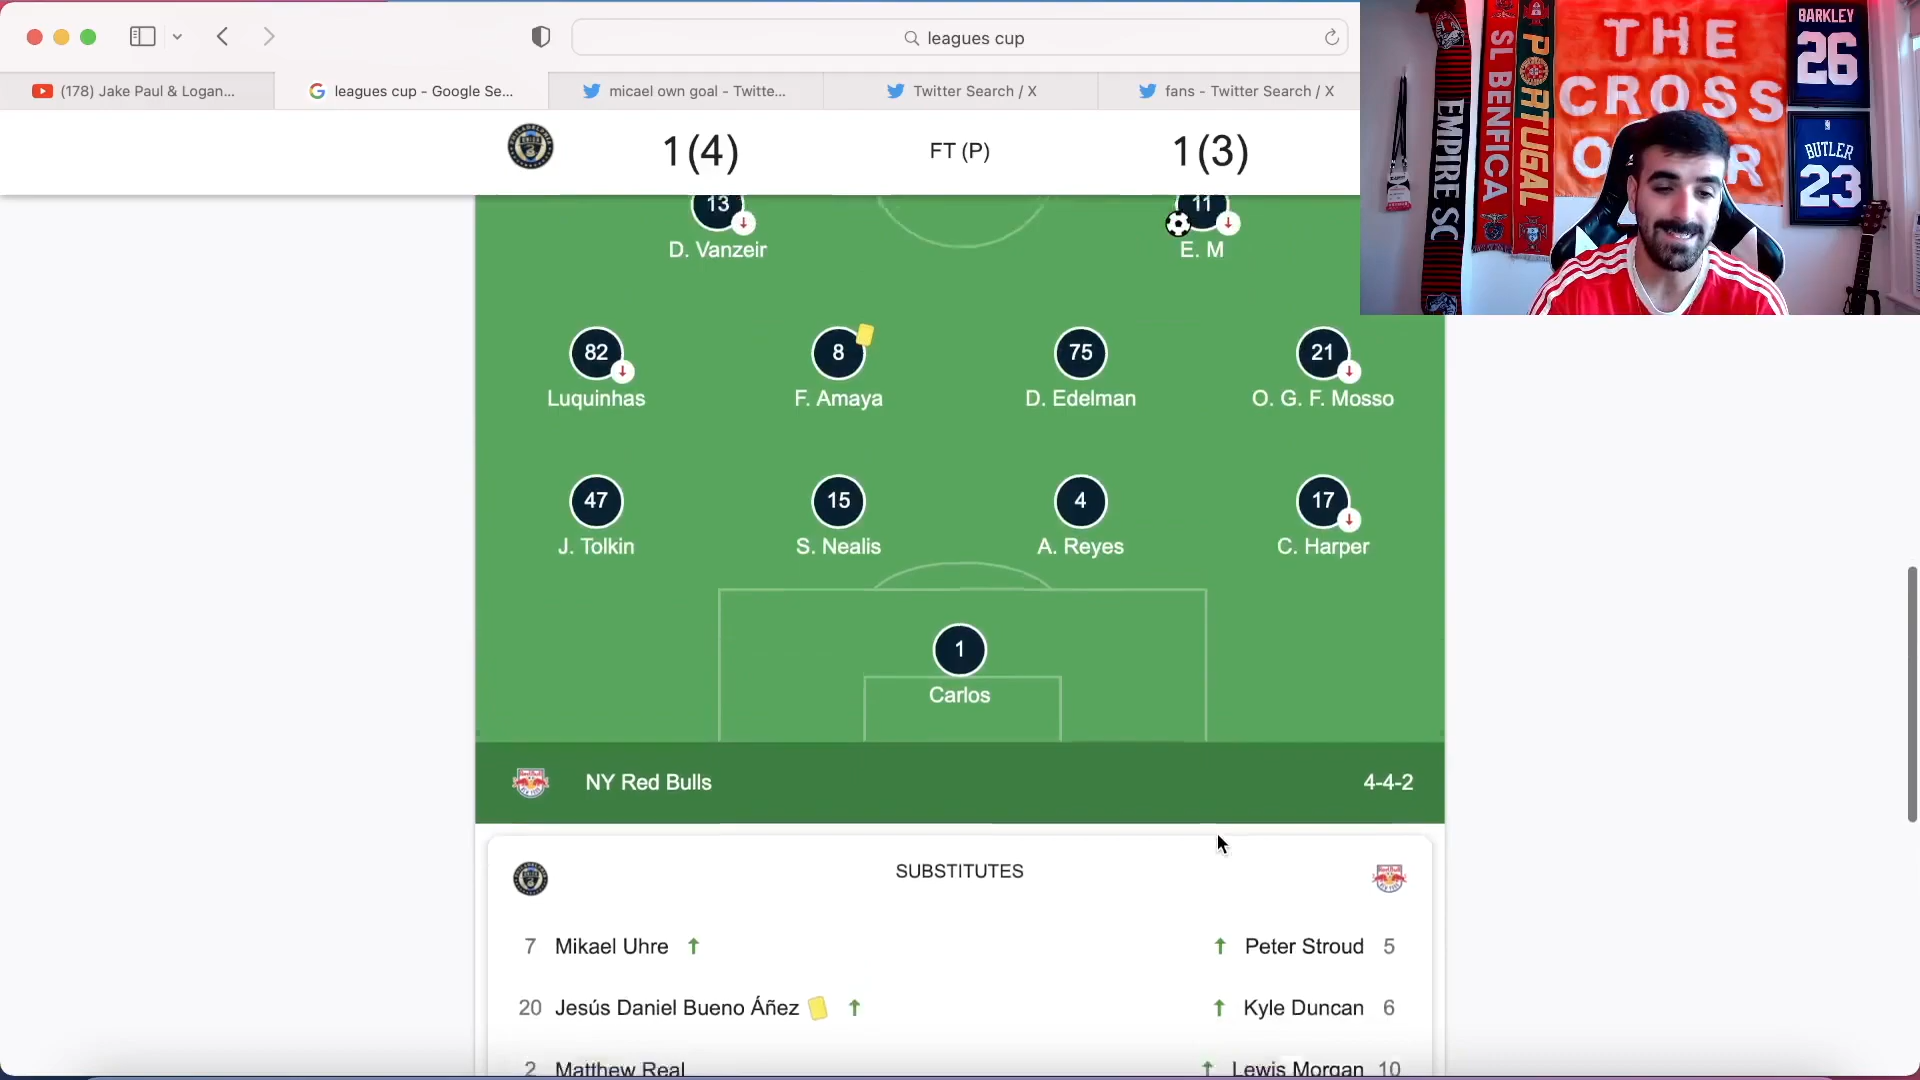 leagues cup
(178) Jake Paul & Logan...
leagues cup - Google Se...
micael own goal - Twitte...
Twitter Search / X
fans - Twitter Search / X
1 (4)
FT (P)
1 (3)
13
D. Vanzeir
11
E. M
82
Luquinhas
8
F. Amaya
75
D. Edelman
21
O. G. F. Mosso
47
J. Tolkin
15
S. Nealis
4
A. Reyes
17
C. Harper
1
Carlos
NY Red Bulls
4-4-2
SUBSTITUTES
7 Mikael Uhre
Peter Stroud 5
20 Jesús Daniel Bueno Áñez
Kyle Duncan 6
2 Matthew Real
Lewis Morgan 10
EMPIRE SC
SL BENFICA
PORTUGAL
THE
CROSS
BARKLEY
26
BUTLER
23